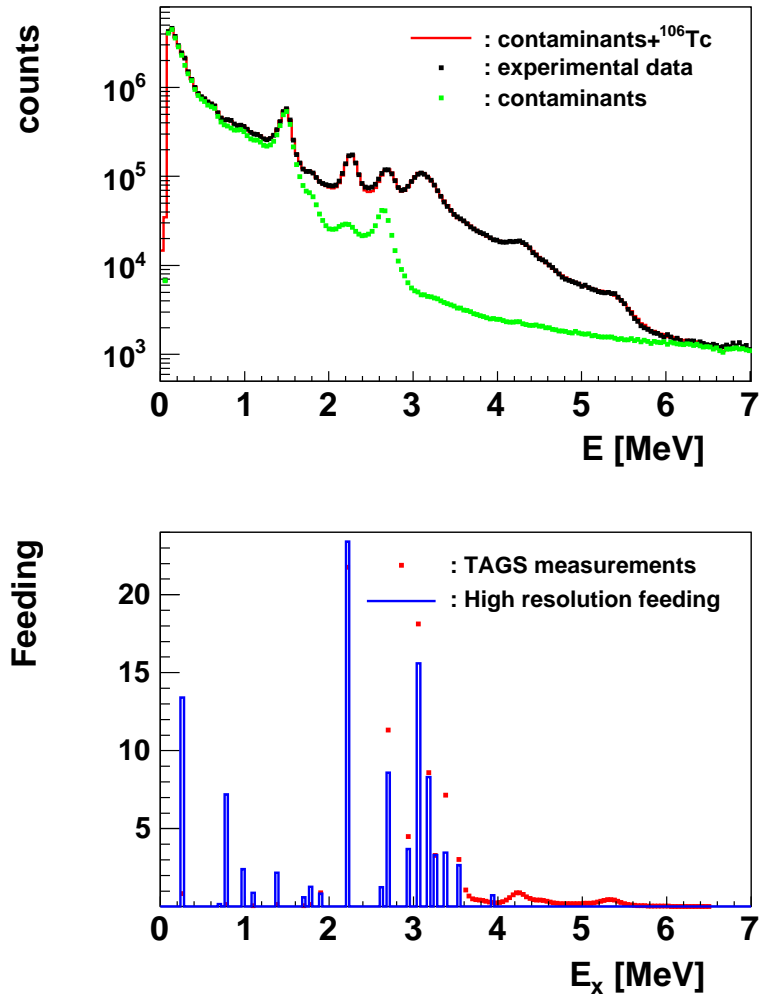 counts
: contaminants+¹⁰⁶Tc
: experimental data
: contaminants
10⁶
10⁵
10⁴
10³
0 1 2 3 4 5 6 7
E [MeV]
Feeding
: TAGS measurements
: High resolution feeding
20
15
10
5
0 1 2 3 4 5 6 7
Eₓ [MeV]